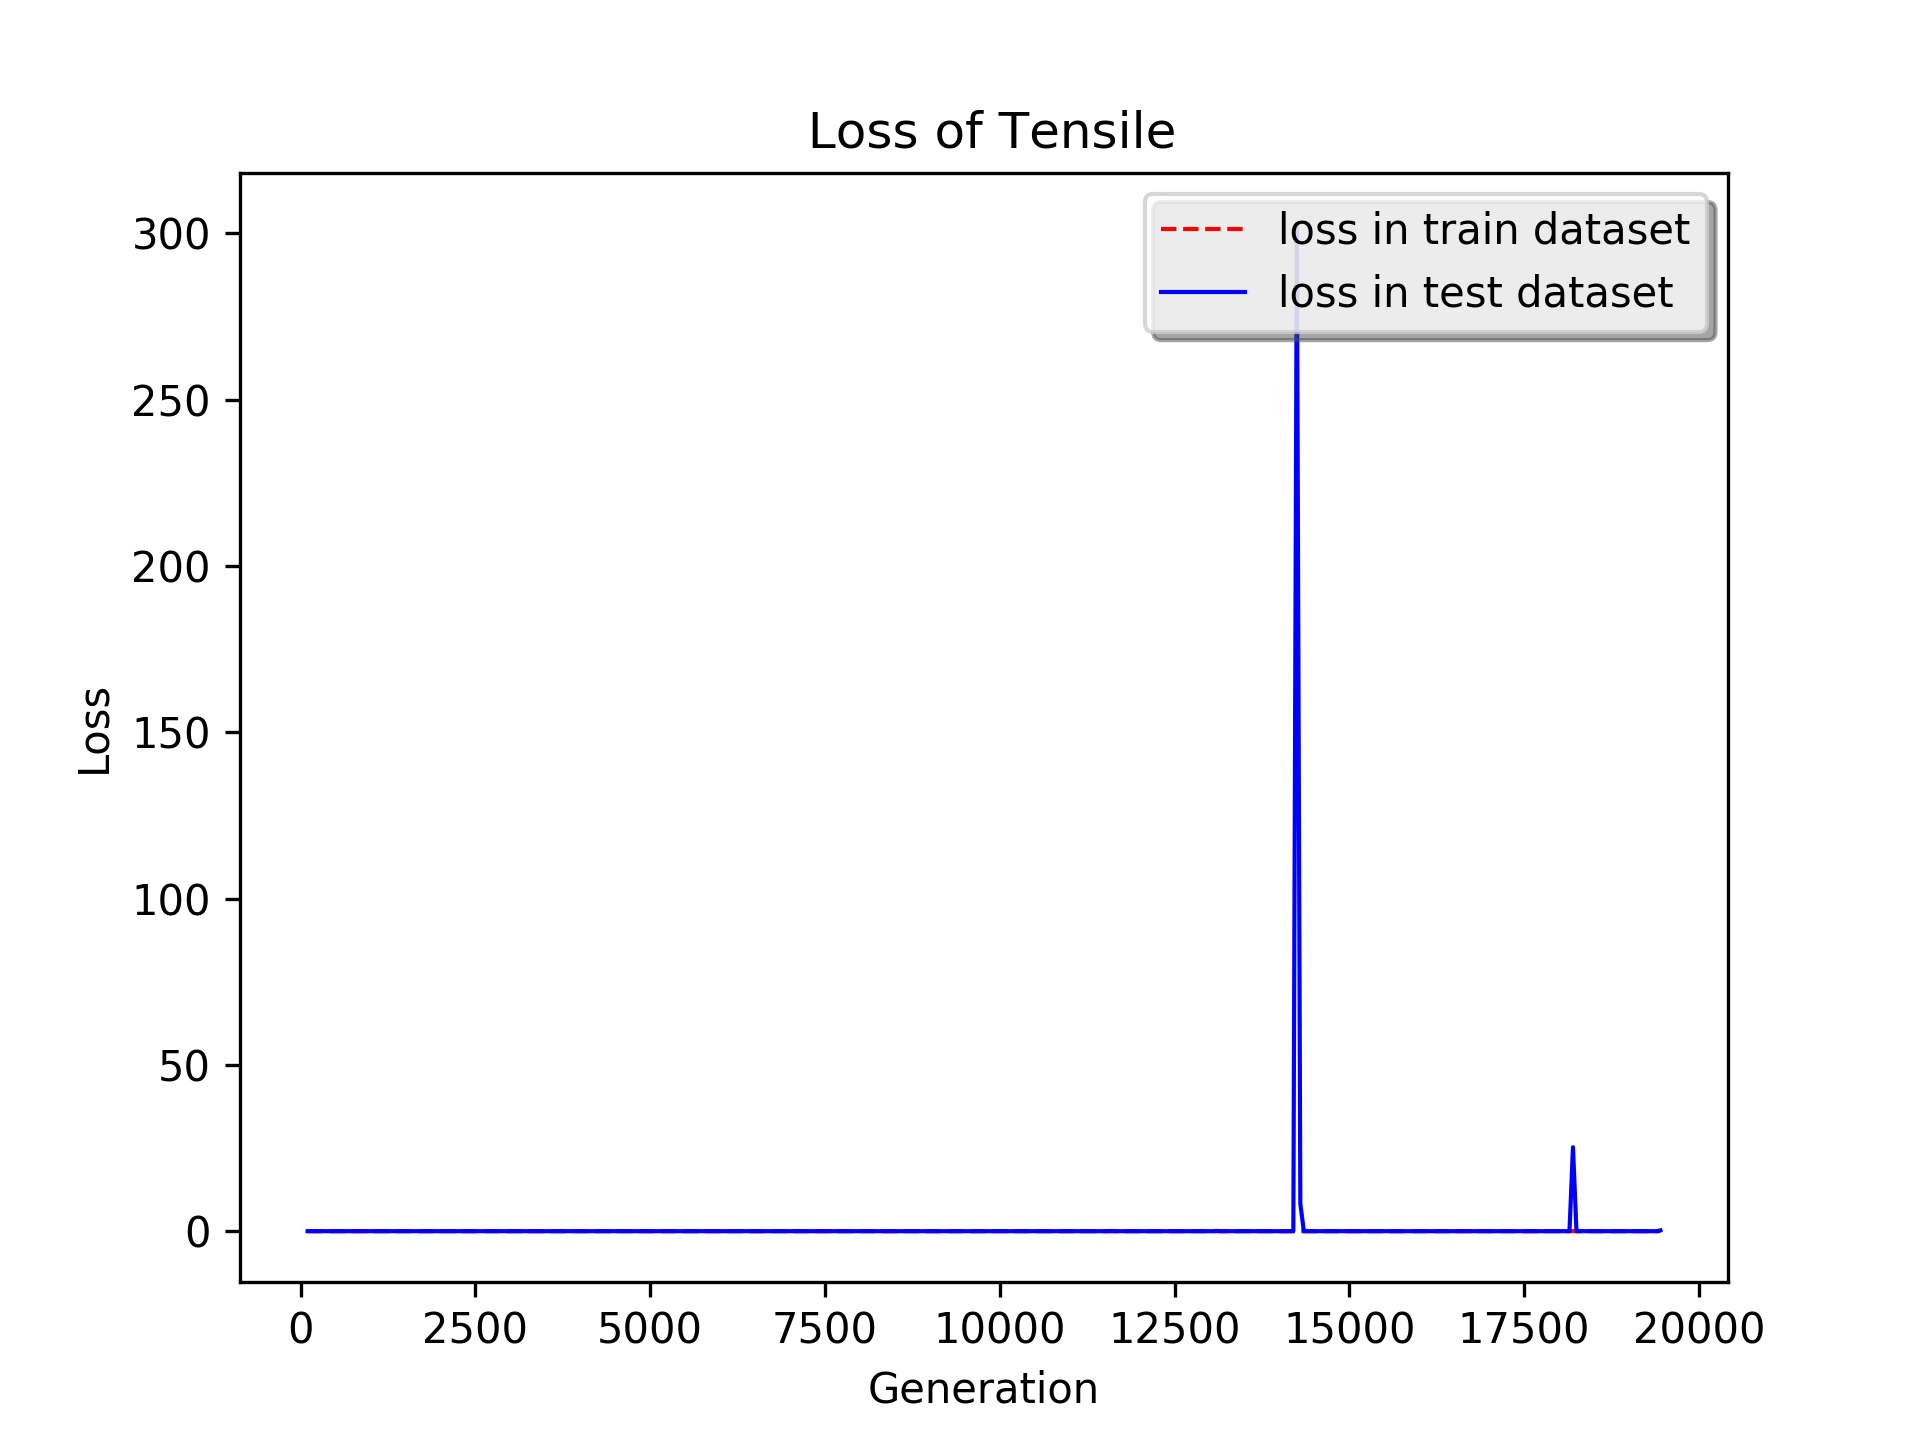 Loss of Tensile
loss in train dataset
loss in test dataset
300
250
200
150
100
50
0
Loss
0 2500 5000 7500 10000 12500 15000 17500 20000
Generation